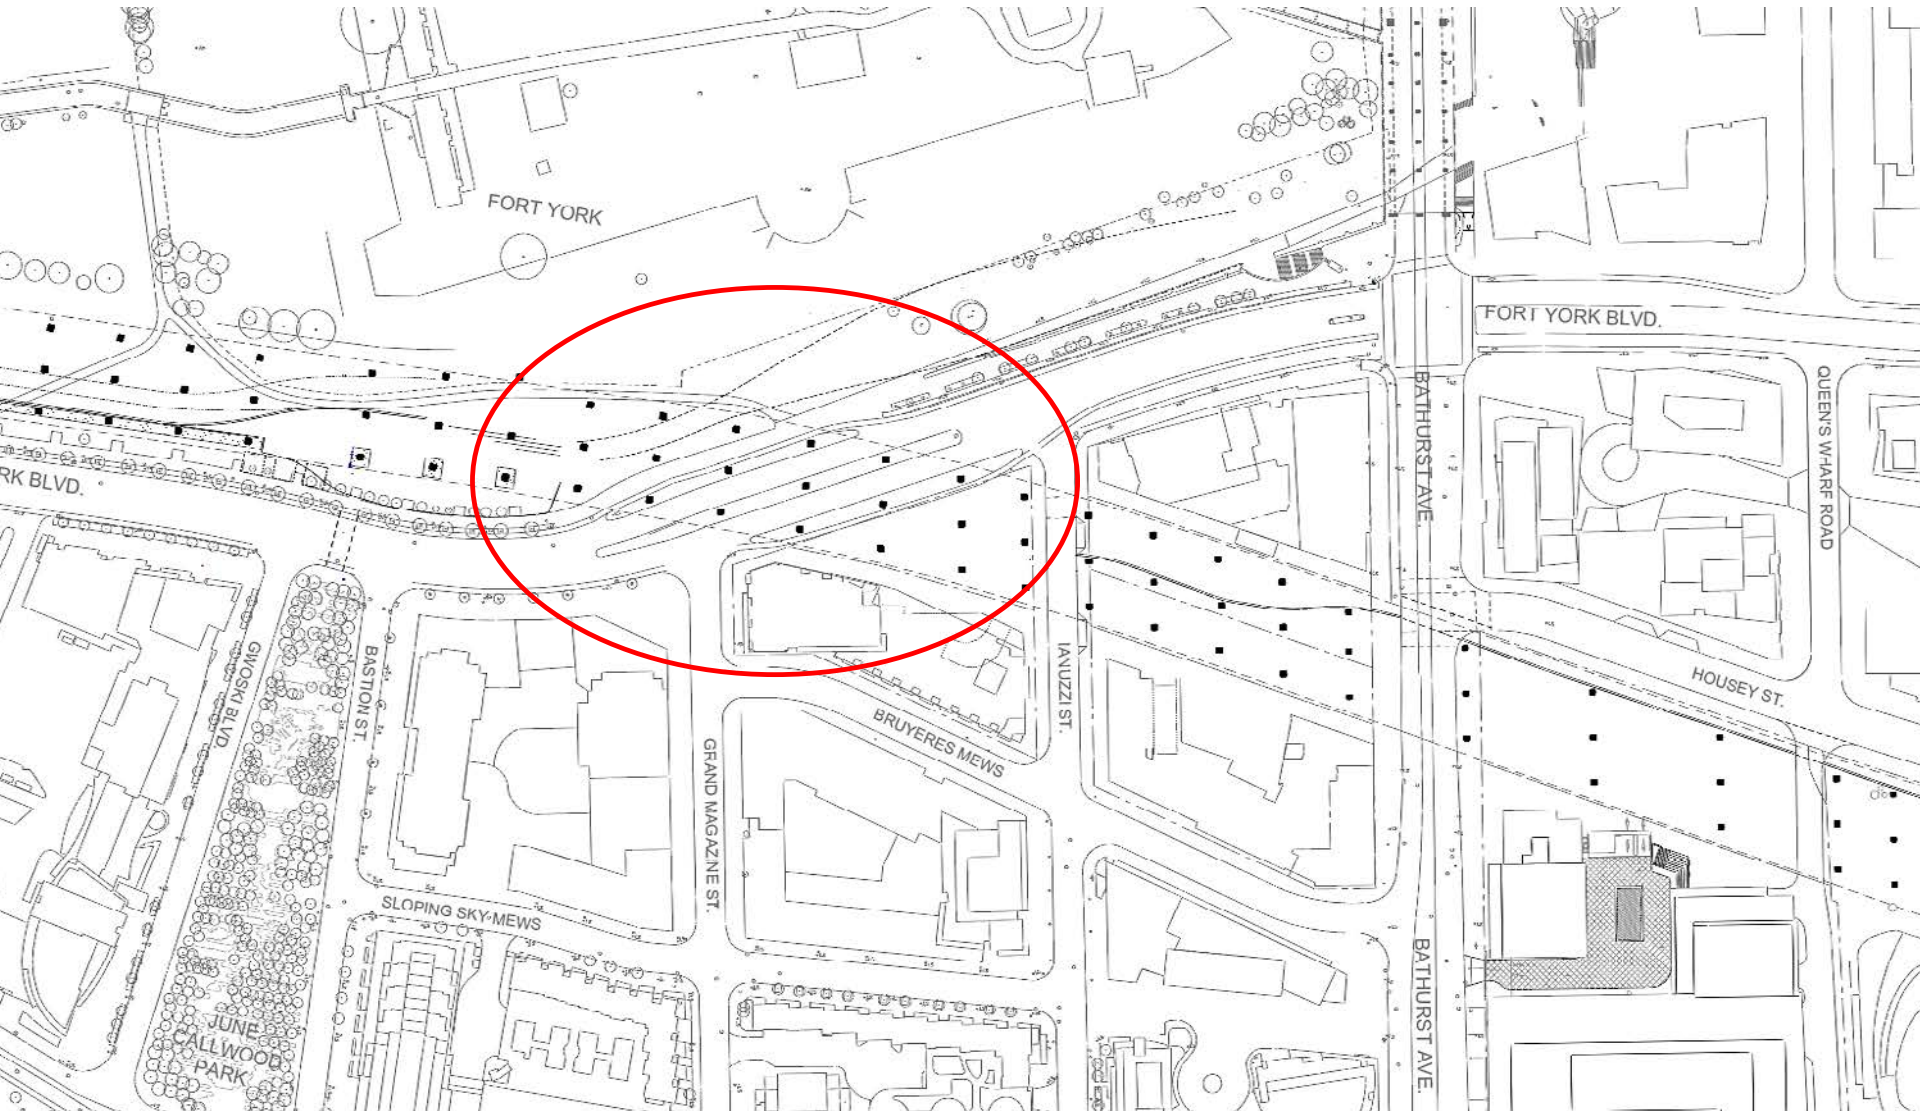 FORT YORK
FORT YORK BLVD.
BATHURST AVE.
QUEEN'S WHARF ROAD
RK BLVD.
GWOSKI BLVD.
BASTION ST.
IANUZZI ST.
HOUSEY ST.
BRUYERES MEWS
GRAND MAGAZINE ST.
SLOPING SKY MEWS
BATHURST AVE.
JUNE
CALLWOOD
PARK